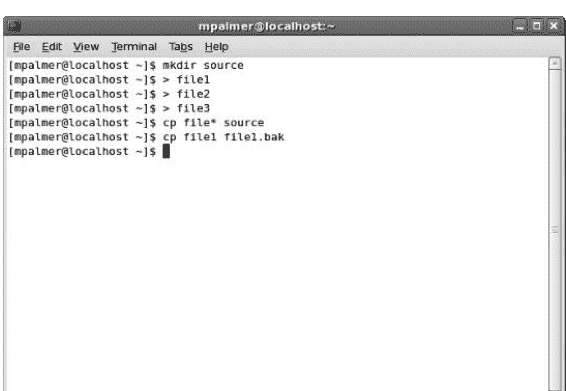 mpalmer@localhost:~
File Edit View Terminal Tabs Help
[mpalmer@localhost ~]$ mkdir source
[mpalmer@localhost ~]$ > file1
[mpalmer@localhost ~]$ > file2
[mpalmer@localhost ~]$ > file3
[mpalmer@localhost ~]$ cp file* source
[mpalmer@localhost ~]$ cp file1 file1.bak
[mpalmer@localhost ~]$